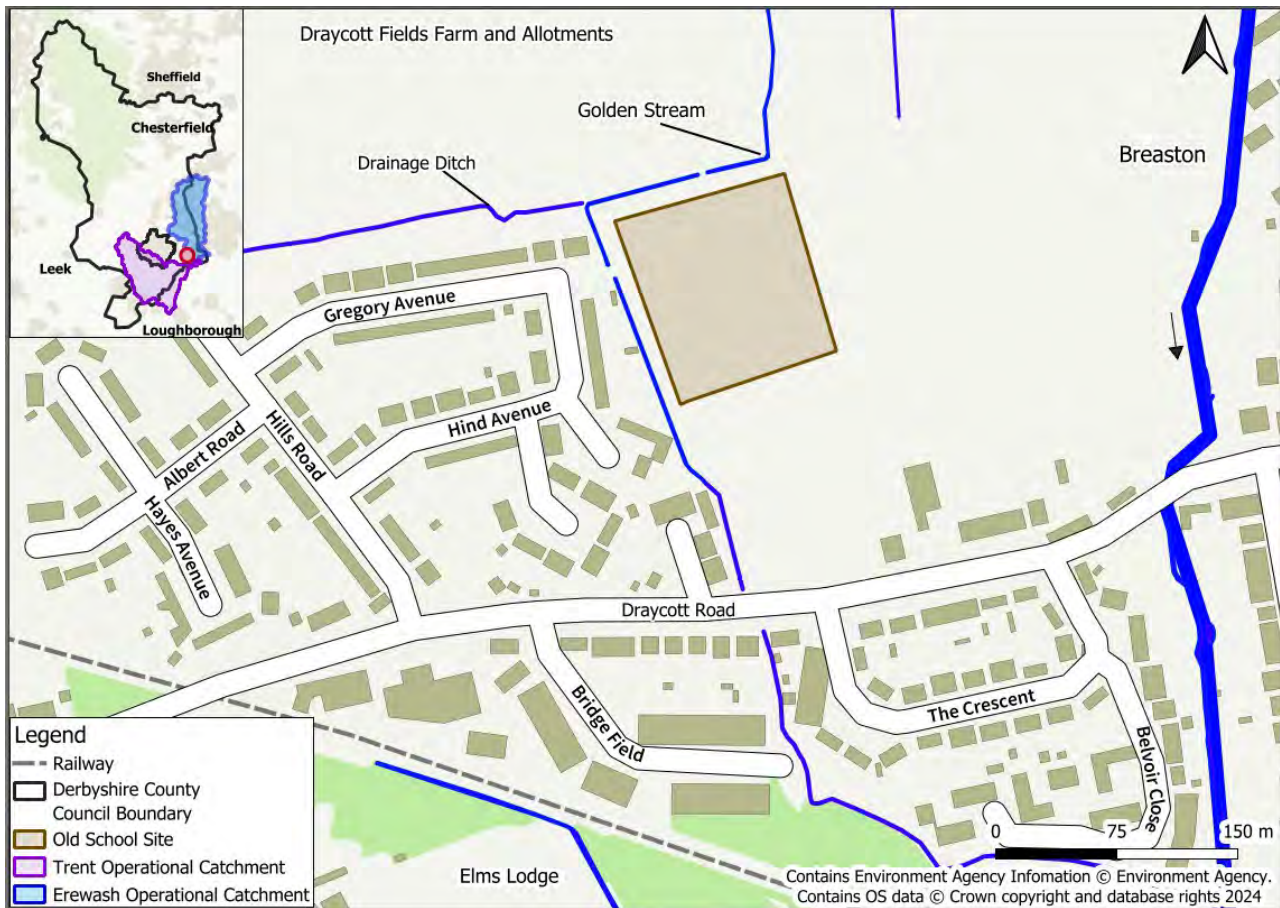 Draycott Fields Farm and Allotments
Sheffield
Chesterfield
Leek
Loughborough
Golden Stream
Drainage Ditch
Breaston
Gregory Avenue
Hind Avenue
Albert Road
Hills Road
Hayes Avenue
Draycott Road
Bridge Field
The Crescent
Belvoir Close
Elms Lodge
Legend
Railway
Derbyshire County
Council Boundary
Old School Site
Trent Operational Catchment
Erewash Operational Catchment
0 75 150 m
Contains Environment Agency Infomation © Environment Agency.
Contains OS data © Crown copyright and database rights 2024